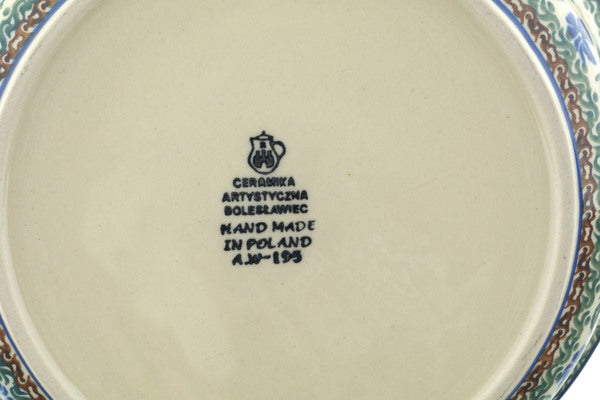 CERAMIKA
ARTYSTYCZNA
BOLESŁAWIEC
HAND MADE
IN POLAND
A.W-195